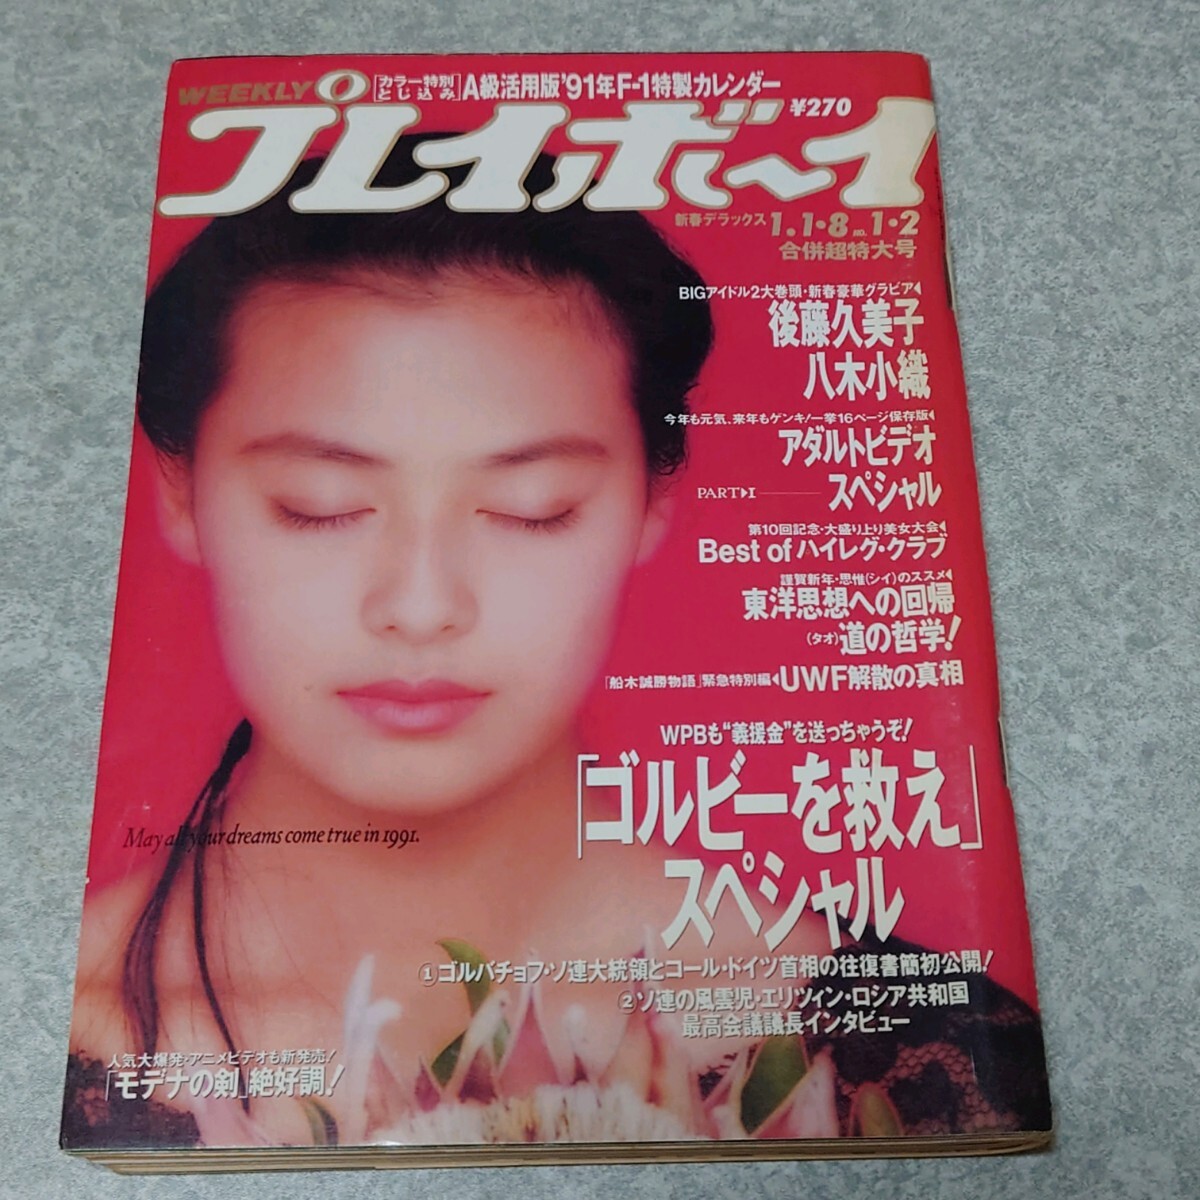 WEEKLY
[カラー特別とじ込み]A級活用版'91年F-1特製カレンダー
¥270
プレイボーイ
新春デラックス 1.1・8 NO.1・2
合併超特大号
BIGアイドル2大巻頭・新春豪華グラビア
後藤久美子
八木小織
今年も元気、来年もゲンキ!一挙16ページ保存版
アダルトビデオ
PART I スペシャル
第10回記念・大盛り上り美女大会
Best of ハイレグ・クラブ
謹賀新年・思惟(シイ)のススメ
東洋思想への回帰
(タオ)道の哲学!
「船木誠勝物語」緊急特別編 UWF解散の真相
WPBも“義援金”を送っちゃうぞ!
「ゴルビーを救え」
スペシャル
①ゴルバチョフ・ソ連大統領とコール・ドイツ首相の往復書簡初公開!
②ソ連の風雲児・エリツィン・ロシア共和国
最高会議議長インタビュー
May all your dreams come true in 1991.
人気大爆発・アニメビデオも新発売!
「モデナの剣」絶好調!